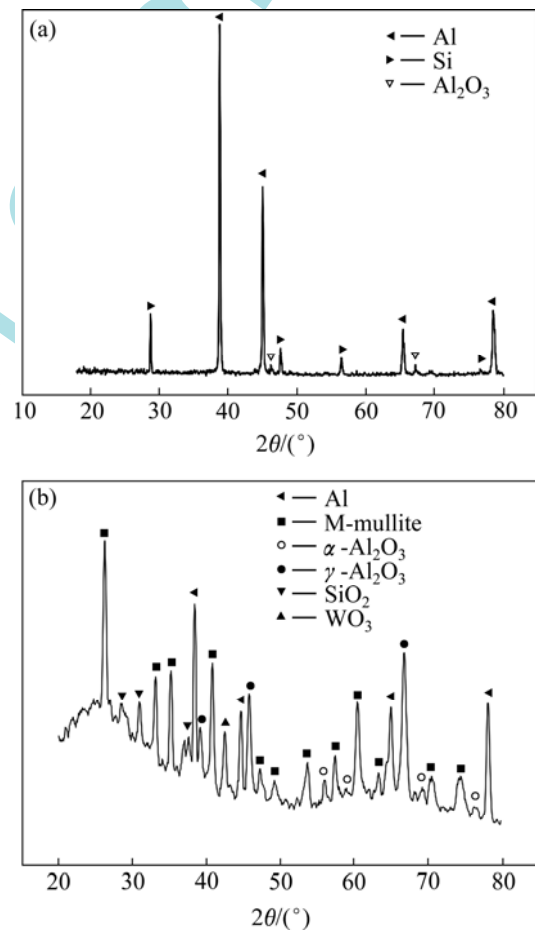 (a)
Al
Si
Al₂O₃
10 20 30 40 50 60 70 80
2θ/(°)
(b)
Al
M-mullite
α-Al₂O₃
γ-Al₂O₃
SiO₂
WO₃
20 30 40 50 60 70 80
2θ/(°)